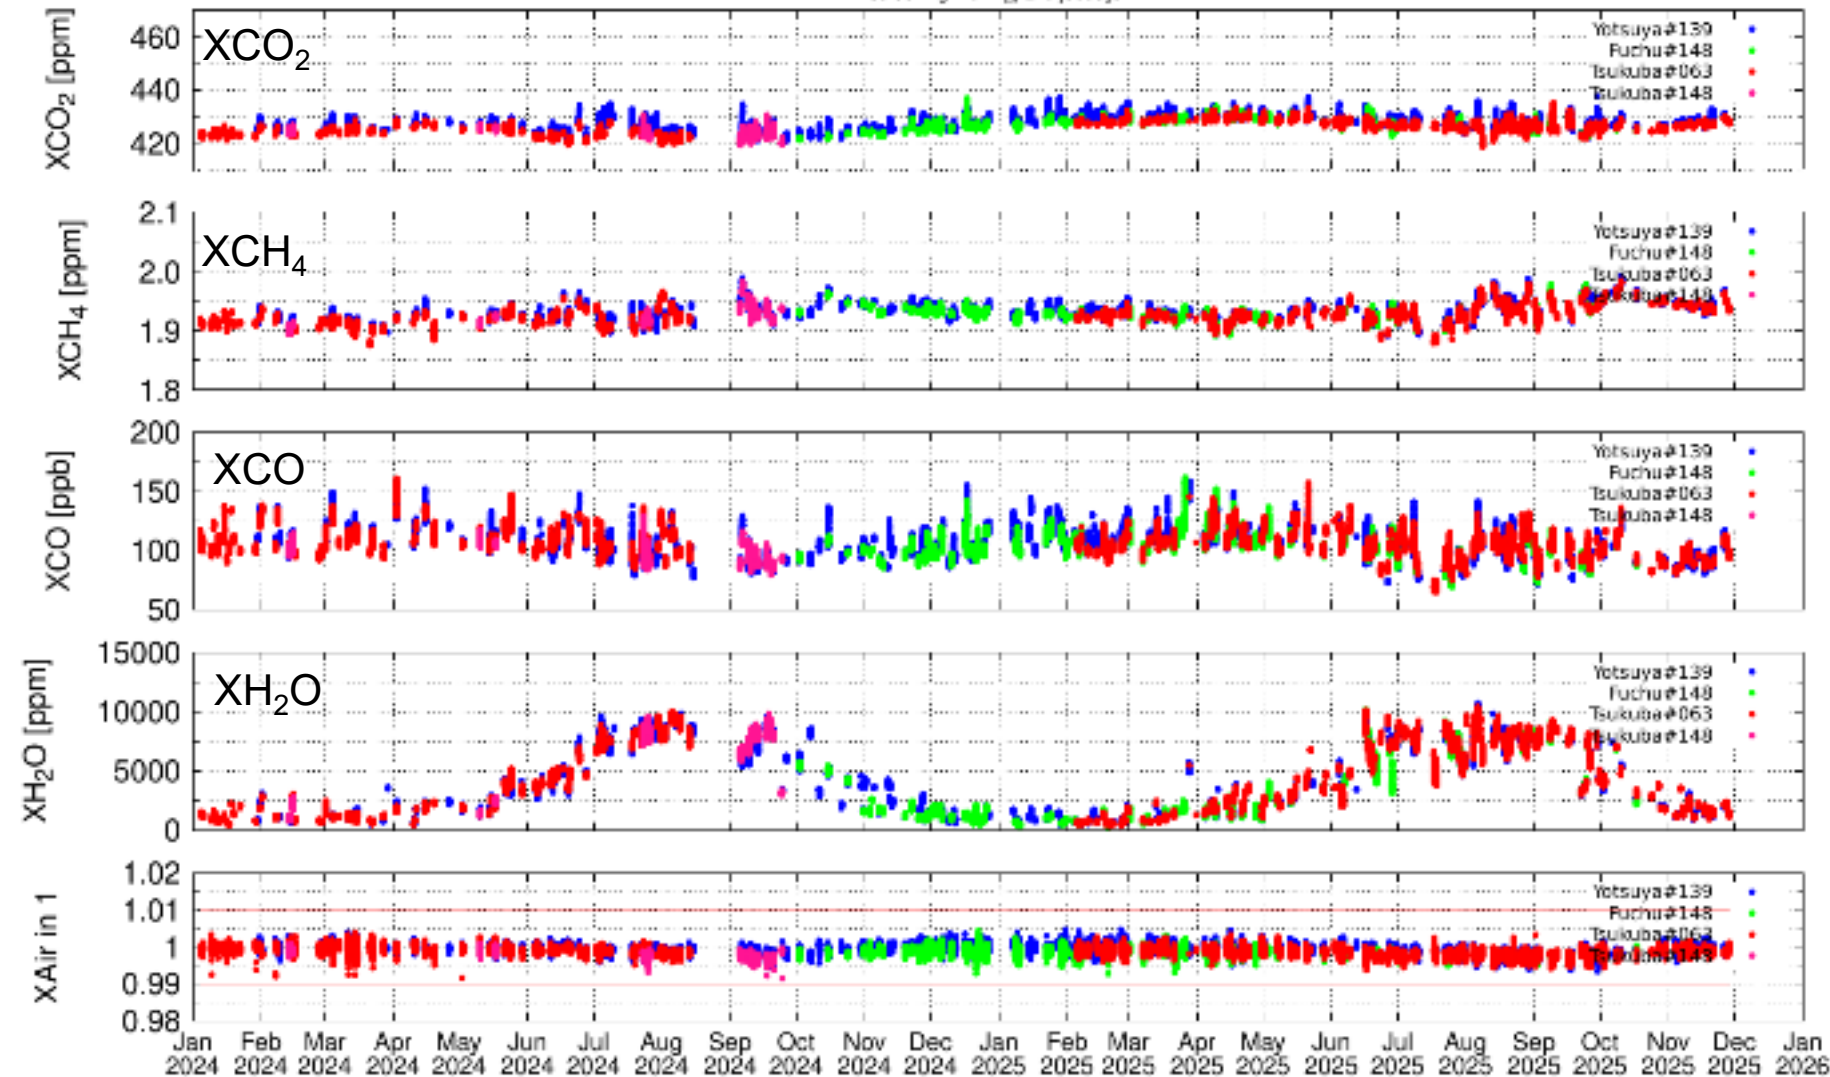 XCO₂ [ppm]
460
440
420
XCO₂
Yotsuya#139
Fuchu#148
Tsukuba#063
Tsukuba#148
XCH₄ [ppm]
2.1
2.0
1.9
1.8
XCH₄
Yotsuya#139
Fuchu#148
Tsukuba#063
Tsukuba#148
XCO [ppb]
200
150
100
50
XCO
Yotsuya#139
Fuchu#148
Tsukuba#063
Tsukuba#148
XH₂O [ppm]
15000
10000
5000
0
XH₂O
Yotsuya#139
Fuchu#148
Tsukuba#063
Tsukuba#148
XAir in 1
1.02
1.01
1
0.99
0.98
Yotsuya#139
Fuchu#148
Tsukuba#063
Tsukuba#148
Jan Feb Mar Apr May Jun Jul Aug Sep Oct Nov Dec Jan Feb Mar Apr May Jun Jul Aug Sep Oct Nov Dec Jan
2024 2024 2024 2024 2024 2024 2024 2024 2024 2024 2024 2024 2025 2025 2025 2025 2025 2025 2025 2025 2025 2025 2025 2025 2026